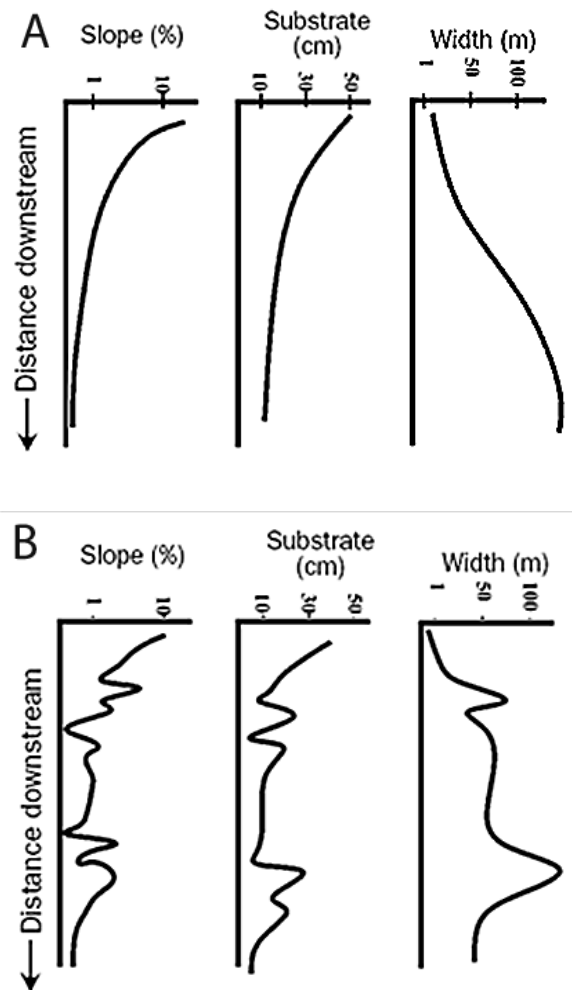 A
Slope (%)
Substrate
(cm)
Width (m)
1 10
10 30 50
1 50 100
Distance downstream
B
Slope (%)
Substrate
(cm)
Width (m)
1 10
10 30 50
1 50 100
Distance downstream